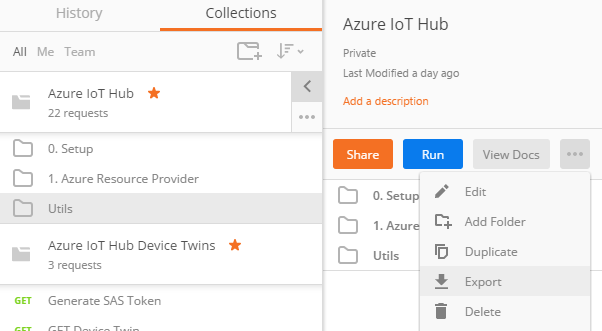 History
Collections
All Me Team
Azure IoT Hub
22 requests
0. Setup
1. Azure Resource Provider
Utils
Azure IoT Hub Device Twins
3 requests
GET Generate SAS Token
GET GET Device Twin
Azure IoT Hub
Private
Last Modified a day ago
Add a description
Share
Run
View Docs
0. Setup
1. Azure
Utils
Edit
Add Folder
Duplicate
Export
Delete